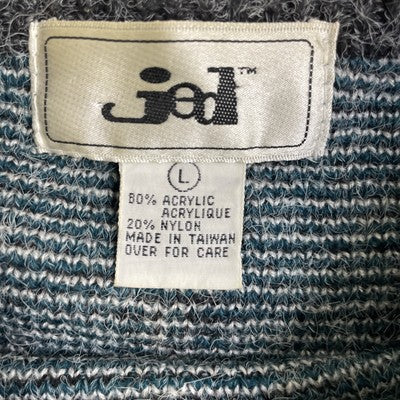 jed™
L
80% ACRYLIC
ACRYLIQUE
20% NYLON
MADE IN TAIWAN
OVER FOR CARE